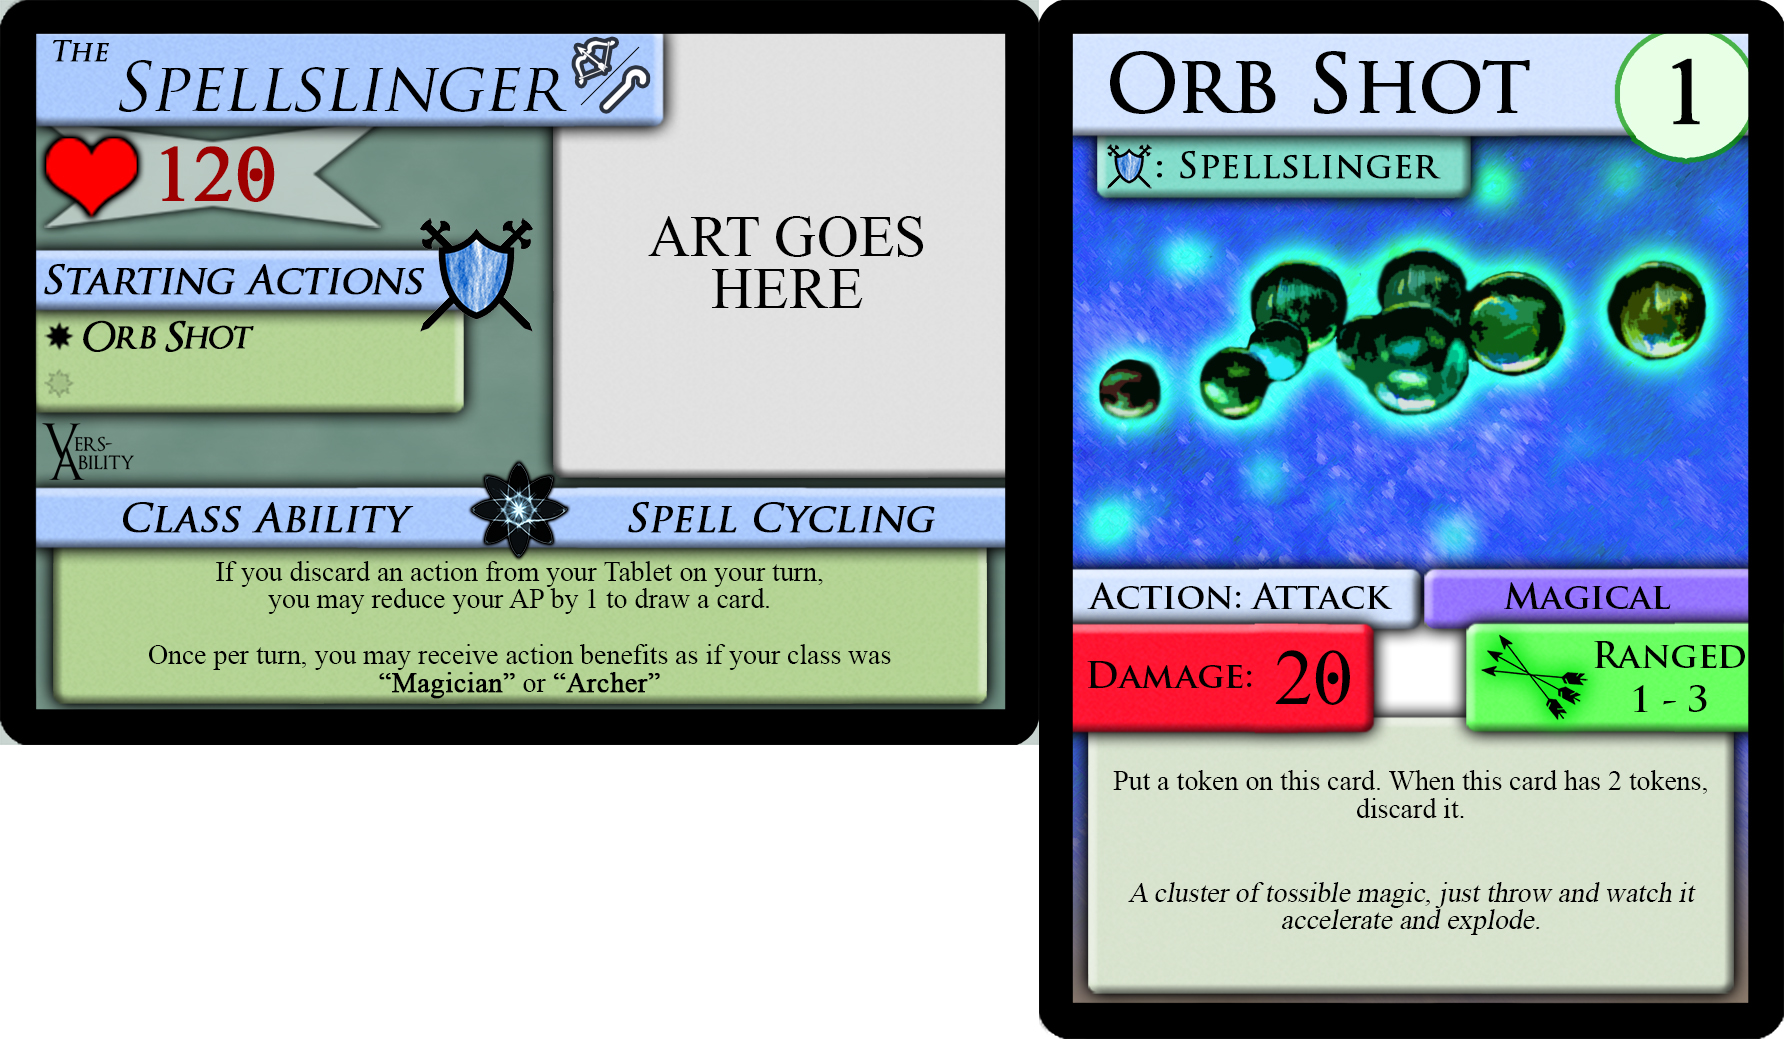 The
Spellslinger
120
Starting Actions
Orb Shot
Vers-
Ability
Class Ability
Spell Cycling
If you discard an action from your Tablet on your turn,
you may reduce your AP by 1 to draw a card.
Once per turn, you may receive action benefits as if your class was
“Magician” or “Archer”
ART GOES
HERE
Orb Shot
1
: Spellslinger
Action: Attack
Magical
Damage: 20
Ranged
1 - 3
Put a token on this card. When this card has 2 tokens,
discard it.
A cluster of tossible magic, just throw and watch it
accelerate and explode.